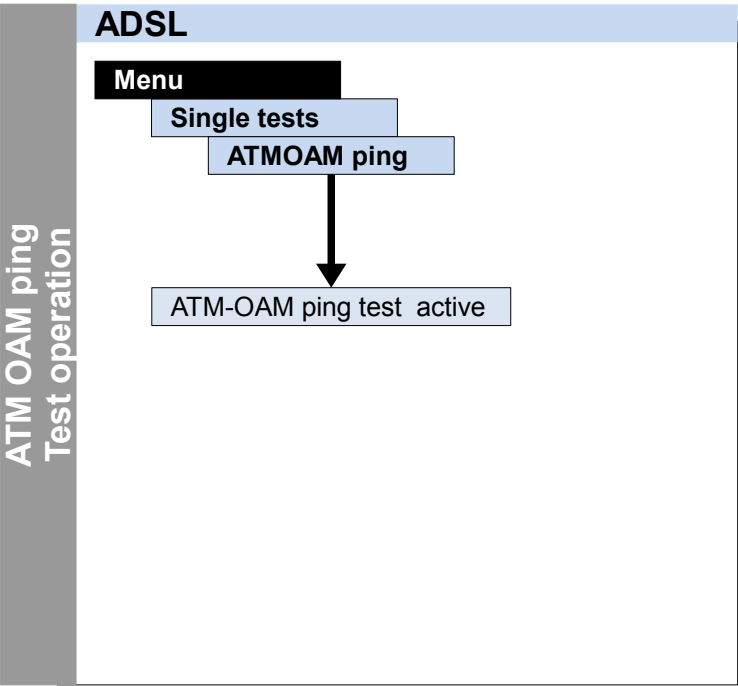 ADSL
Menu
Single tests
ATMOAM ping
ATM-OAM ping test  active
ATM OAM ping
Test operation